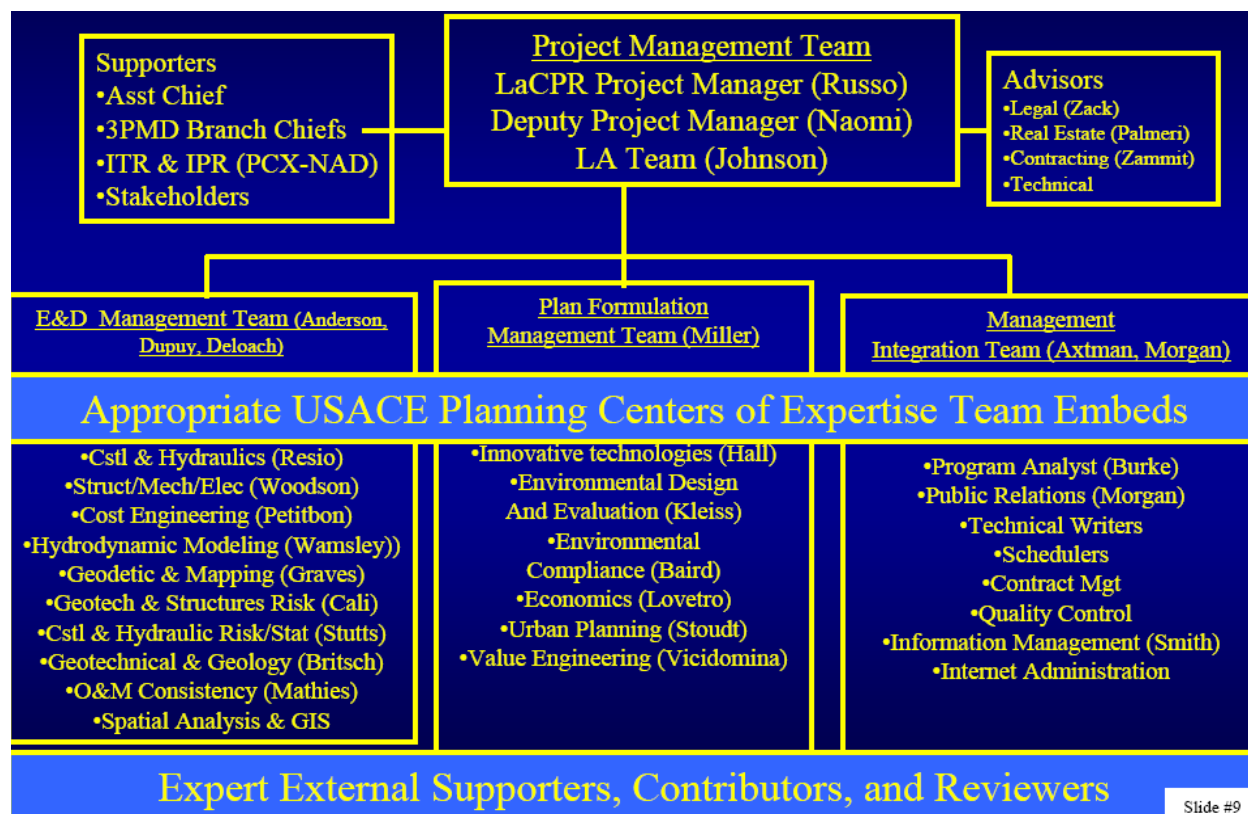 Supporters
•Asst Chief
•3PMD Branch Chiefs
•ITR & IPR (PCX-NAD)
•Stakeholders
Project Management Team
LaCPR Project Manager (Russo)
Deputy Project Manager (Naomi)
LA Team (Johnson)
Advisors
•Legal (Zack)
•Real Estate (Palmeri)
•Contracting (Zammit)
•Technical
E&D Management Team (Anderson,
Dupuy, Deloach)
Plan Formulation
Management Team (Miller)
Management
Integration Team (Axtman, Morgan)
Appropriate USACE Planning Centers of Expertise Team Embeds
•Cstl & Hydraulics (Resio)
•Struct/Mech/Elec (Woodson)
•Cost Engineering (Petitbon)
•Hydrodynamic Modeling (Wamsley))
•Geodetic & Mapping (Graves)
•Geotech & Structures Risk (Cali)
•Cstl & Hydraulic Risk/Stat (Stutts)
•Geotechnical & Geology (Britsch)
•O&M Consistency (Mathies)
•Spatial Analysis & GIS
•Innovative technologies (Hall)
•Environmental Design
And Evaluation (Kleiss)
•Environmental
Compliance (Baird)
•Economics (Lovetro)
•Urban Planning (Stoudt)
•Value Engineering (Vicidomina)
•Program Analyst (Burke)
•Public Relations (Morgan)
•Technical Writers
•Schedulers
•Contract Mgt
•Quality Control
•Information Management (Smith)
•Internet Administration
Expert External Supporters, Contributors, and Reviewers
Slide #9